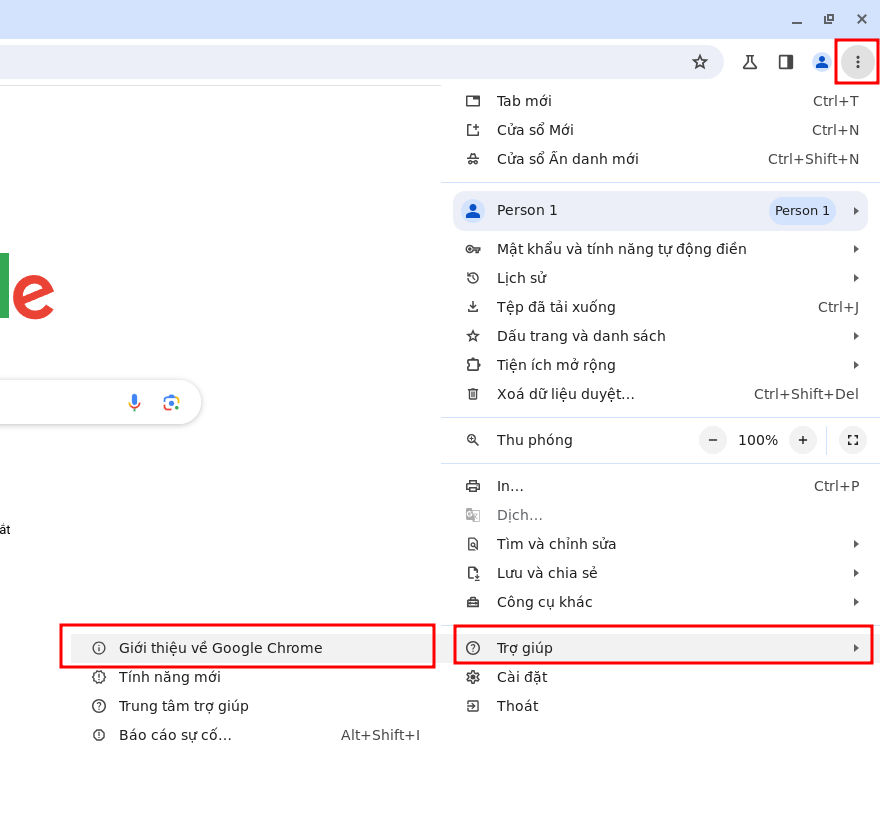 Tab mới Ctrl+T
Cửa sổ Mới Ctrl+N
Cửa sổ Ẩn danh mới Ctrl+Shift+N
Person 1 Person 1
Mật khẩu và tính năng tự động điền
Lịch sử
Tệp đã tải xuống Ctrl+J
Dấu trang và danh sách
Tiện ích mở rộng
Xoá dữ liệu duyệt... Ctrl+Shift+Del
Thu phóng − 100% +
In... Ctrl+P
Dịch...
Tìm và chỉnh sửa
Lưu và chia sẻ
Công cụ khác
Trợ giúp
Cài đặt
Thoát
le
ắt
Giới thiệu về Google Chrome
Tính năng mới
Trung tâm trợ giúp
Báo cáo sự cố... Alt+Shift+I